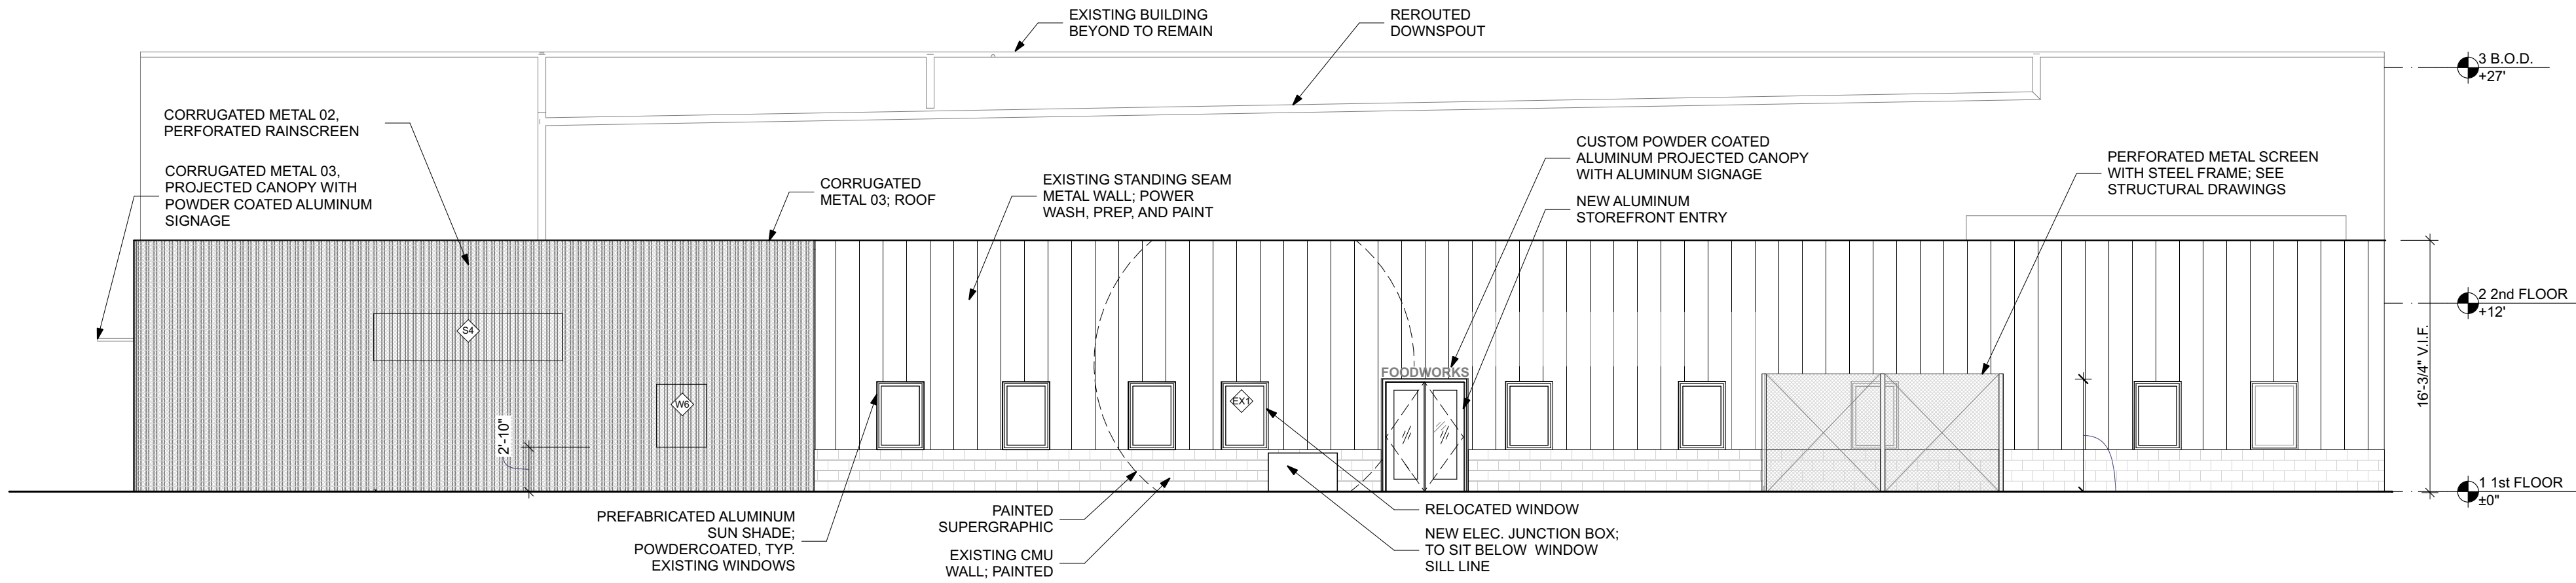 EXISTING BUILDING
BEYOND TO REMAIN
REROUTED
DOWNSPOUT
3 B.O.D.
+27'
CORRUGATED METAL 02,
PERFORATED RAINSCREEN
CORRUGATED METAL 03,
PROJECTED CANOPY WITH
POWDER COATED ALUMINUM
SIGNAGE
CORRUGATED
METAL 03; ROOF
EXISTING STANDING SEAM
METAL WALL; POWER
WASH, PREP, AND PAINT
CUSTOM POWDER COATED
ALUMINUM PROJECTED CANOPY
WITH ALUMINUM SIGNAGE
NEW ALUMINUM
STOREFRONT ENTRY
PERFORATED METAL SCREEN
WITH STEEL FRAME; SEE
STRUCTURAL DRAWINGS
2 2nd FLOOR
+12'
16'-3/4" V.I.F.
S4
W6
EX1
FOODWORKS
2'-10"
1 1st FLOOR
±0"
PREFABRICATED ALUMINUM
SUN SHADE;
POWDERCOATED, TYP.
EXISTING WINDOWS
PAINTED
SUPERGRAPHIC
EXISTING CMU
WALL; PAINTED
RELOCATED WINDOW
NEW ELEC. JUNCTION BOX;
TO SIT BELOW WINDOW
SILL LINE